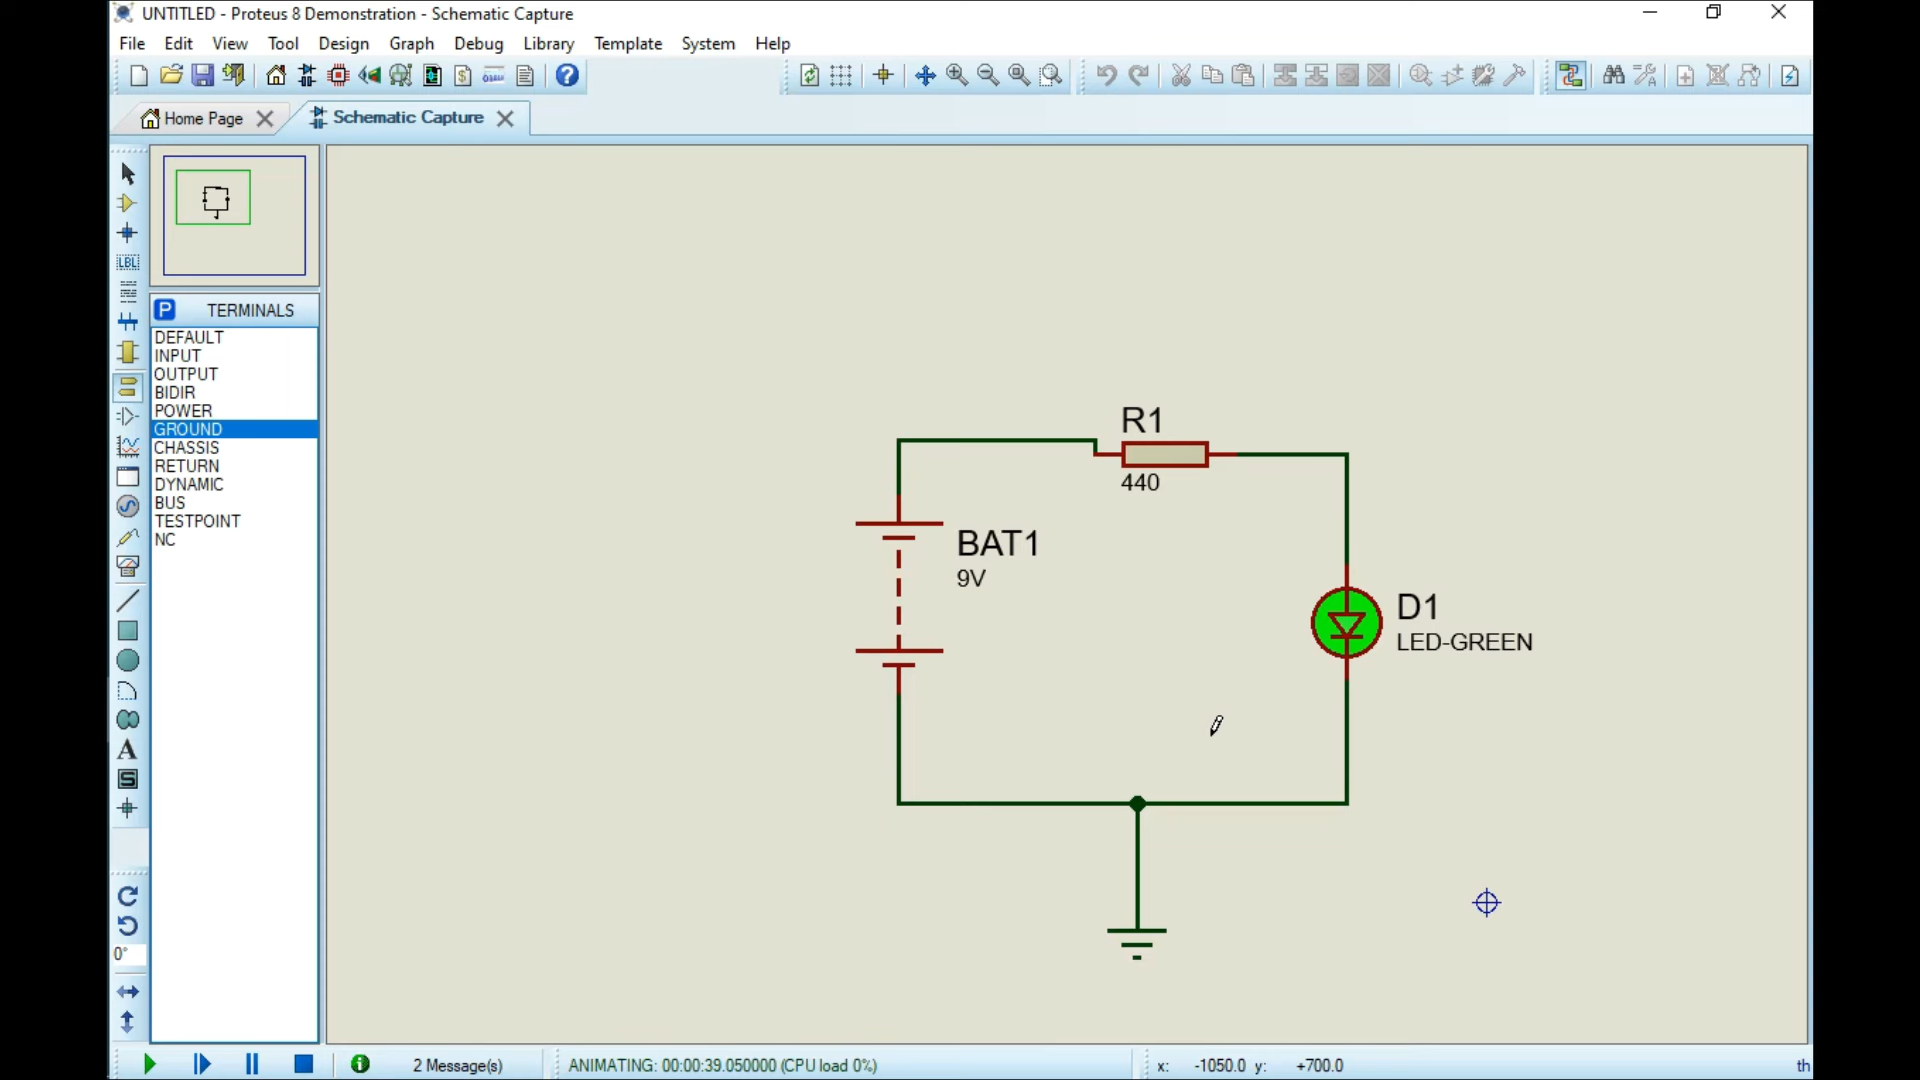 UNTITLED - Proteus 8 Demonstration - Schematic Capture
File Edit View Tool Design Graph Debug Library Template System Help
Home Page Schematic Capture
LBL
P TERMINALS
DEFAULT
INPUT
OUTPUT
BIDIR
POWER
GROUND
CHASSIS
RETURN
DYNAMIC
BUS
TESTPOINT
NC
A
S
0°
R1
440
BAT1
9V
D1
LED-GREEN
2 Message(s) ANIMATING: 00:00:39.050000 (CPU load 0%) x: -1050.0 y: +700.0 th